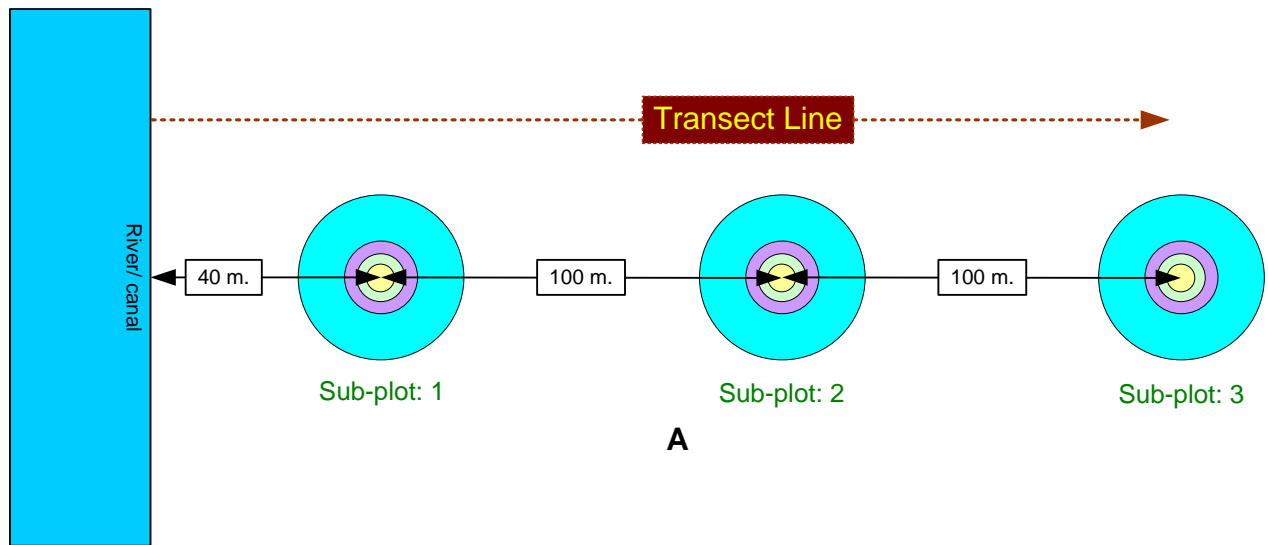 Transect Line
River/ canal
40 m.
100 m.
100 m.
Sub-plot: 1
Sub-plot: 2
Sub-plot: 3
A